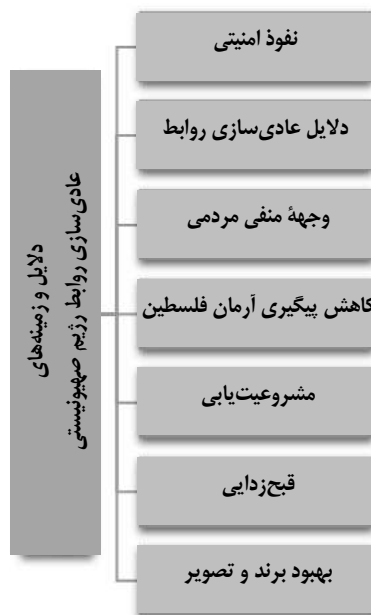 دلایل و زمینه‌های
عادی‌سازی روابط رژیم صهیونیستی
نفوذ امنیتی
دلایل عادی‌سازی روابط
وجههٔ منفی مردمی
کاهش پیگیری آرمان فلسطین
مشروعیت‌یابی
قبح‌زدایی
بهبود برند و تصویر